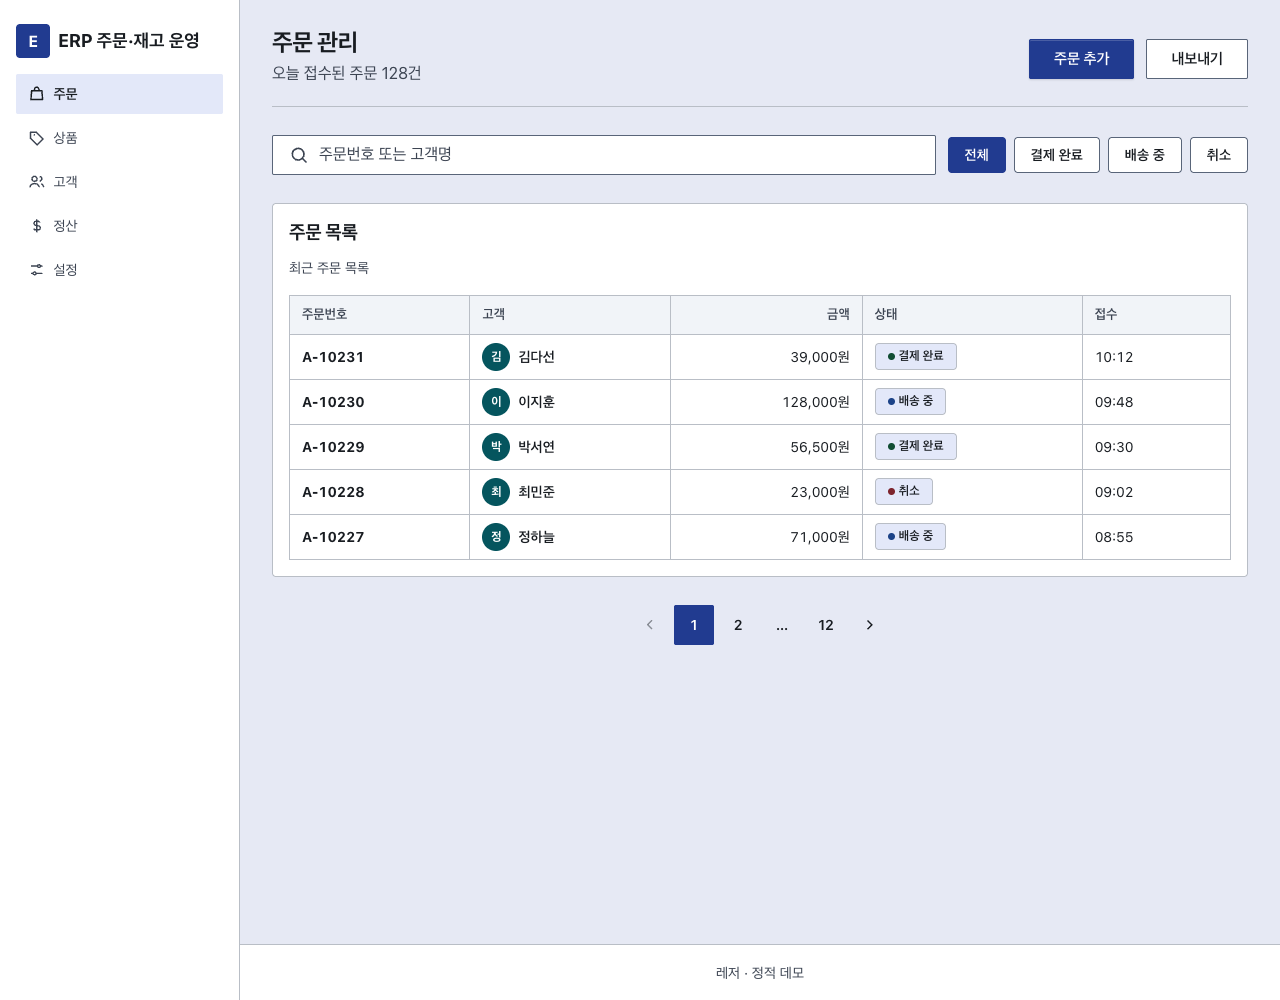 E ERP 주문·재고 운영
주문
상품
고객
정산
설정
주문 관리
오늘 접수된 주문 128건
주문 추가
내보내기
주문번호 또는 고객명
전체
결제 완료
배송 중
취소
주문 목록
최근 주문 목록
주문번호 고객 금액 상태 접수
A-10231 김 김다선 39,000원 결제 완료 10:12
A-10230 이 이지훈 128,000원 배송 중 09:48
A-10229 박 박서연 56,500원 결제 완료 09:30
A-10228 최 최민준 23,000원 취소 09:02
A-10227 정 정하늘 71,000원 배송 중 08:55
1 2 ... 12
레저 · 정적 데모